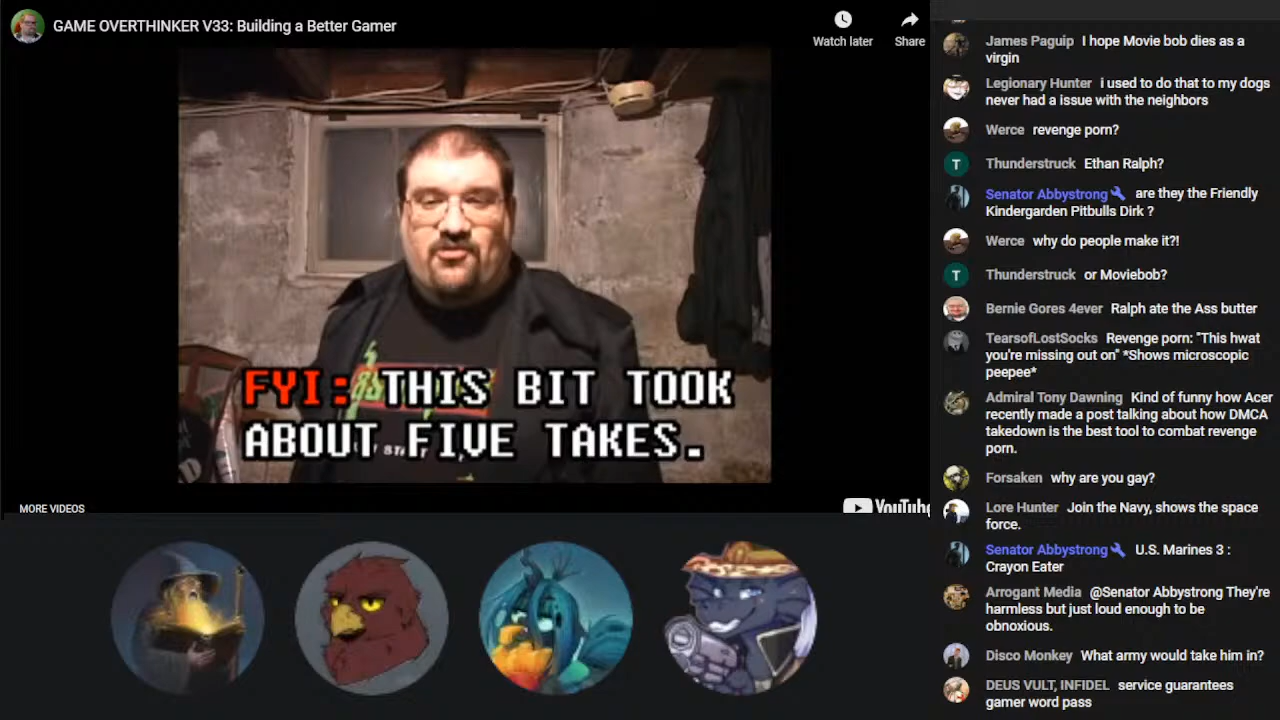 GAME OVERTHINKER V33: Building a Better Gamer
Watch later
Share
FYI: THIS BIT TOOK
ABOUT FIVE TAKES.
MORE VIDEOS
YouTube
James Paguip I hope Movie bob dies as a
virgin
Legionary Hunter i used to do that to my dogs
never had a issue with the neighbors
Werce revenge porn?
T
Thunderstruck Ethan Ralph?
Senator Abbystrong are they the Friendly
Kindergarden Pitbulls Dirk ?
Werce why do people make it?!
T
Thunderstruck or Moviebob?
Bernie Gores 4ever Ralph ate the Ass butter
TearsofLostSocks Revenge porn: "This hwat
you're missing out on" *Shows microscopic
peepee*
Admiral Tony Dawning Kind of funny how Acer
recently made a post talking about how DMCA
takedown is the best tool to combat revenge
porn.
Forsaken why are you gay?
Lore Hunter Join the Navy, shows the space
force.
Senator Abbystrong U.S. Marines 3 :
Crayon Eater
Arrogant Media @Senator Abbystrong They're
harmless but just loud enough to be
obnoxious.
Disco Monkey What army would take him in?
DEUS VULT, INFIDEL service guarantees
gamer word pass